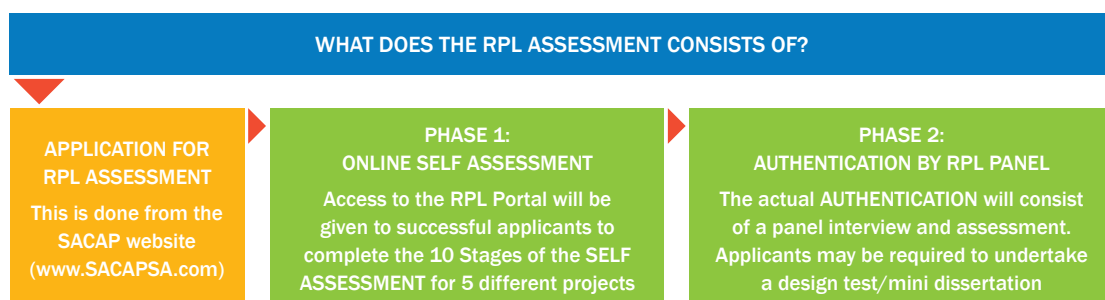 WHAT DOES THE RPL ASSESSMENT CONSISTS OF?
APPLICATION FOR
RPL ASSESSMENT
This is done from the
SACAP website
(www.SACAPSA.com)
PHASE 1:
ONLINE SELF ASSESSMENT
Access to the RPL Portal will be
given to successful applicants to
complete the 10 Stages of the SELF
ASSESSMENT for 5 different projects
PHASE 2:
AUTHENTICATION BY RPL PANEL
The actual AUTHENTICATION will consist
of a panel interview and assessment.
Applicants may be required to undertake
a design test/mini dissertation